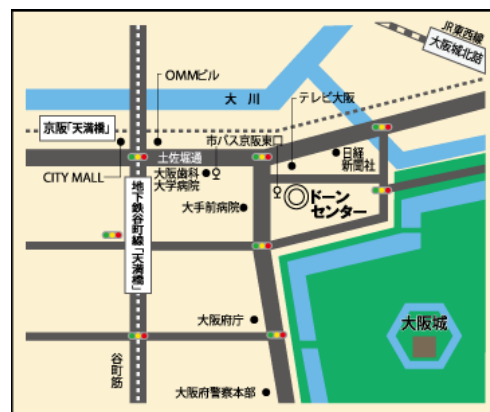 JR東西線
大阪城北詰
OMMビル
大川
テレビ大阪
京阪「天満橋」
市バス京阪東口
土佐堀通
日経
新聞社
CITY MALL
大阪歯科
大学病院
地下鉄谷町線「天満橋」
ドーン
センター
大手前病院
大阪城
大阪府庁
谷町筋
大阪府警察本部